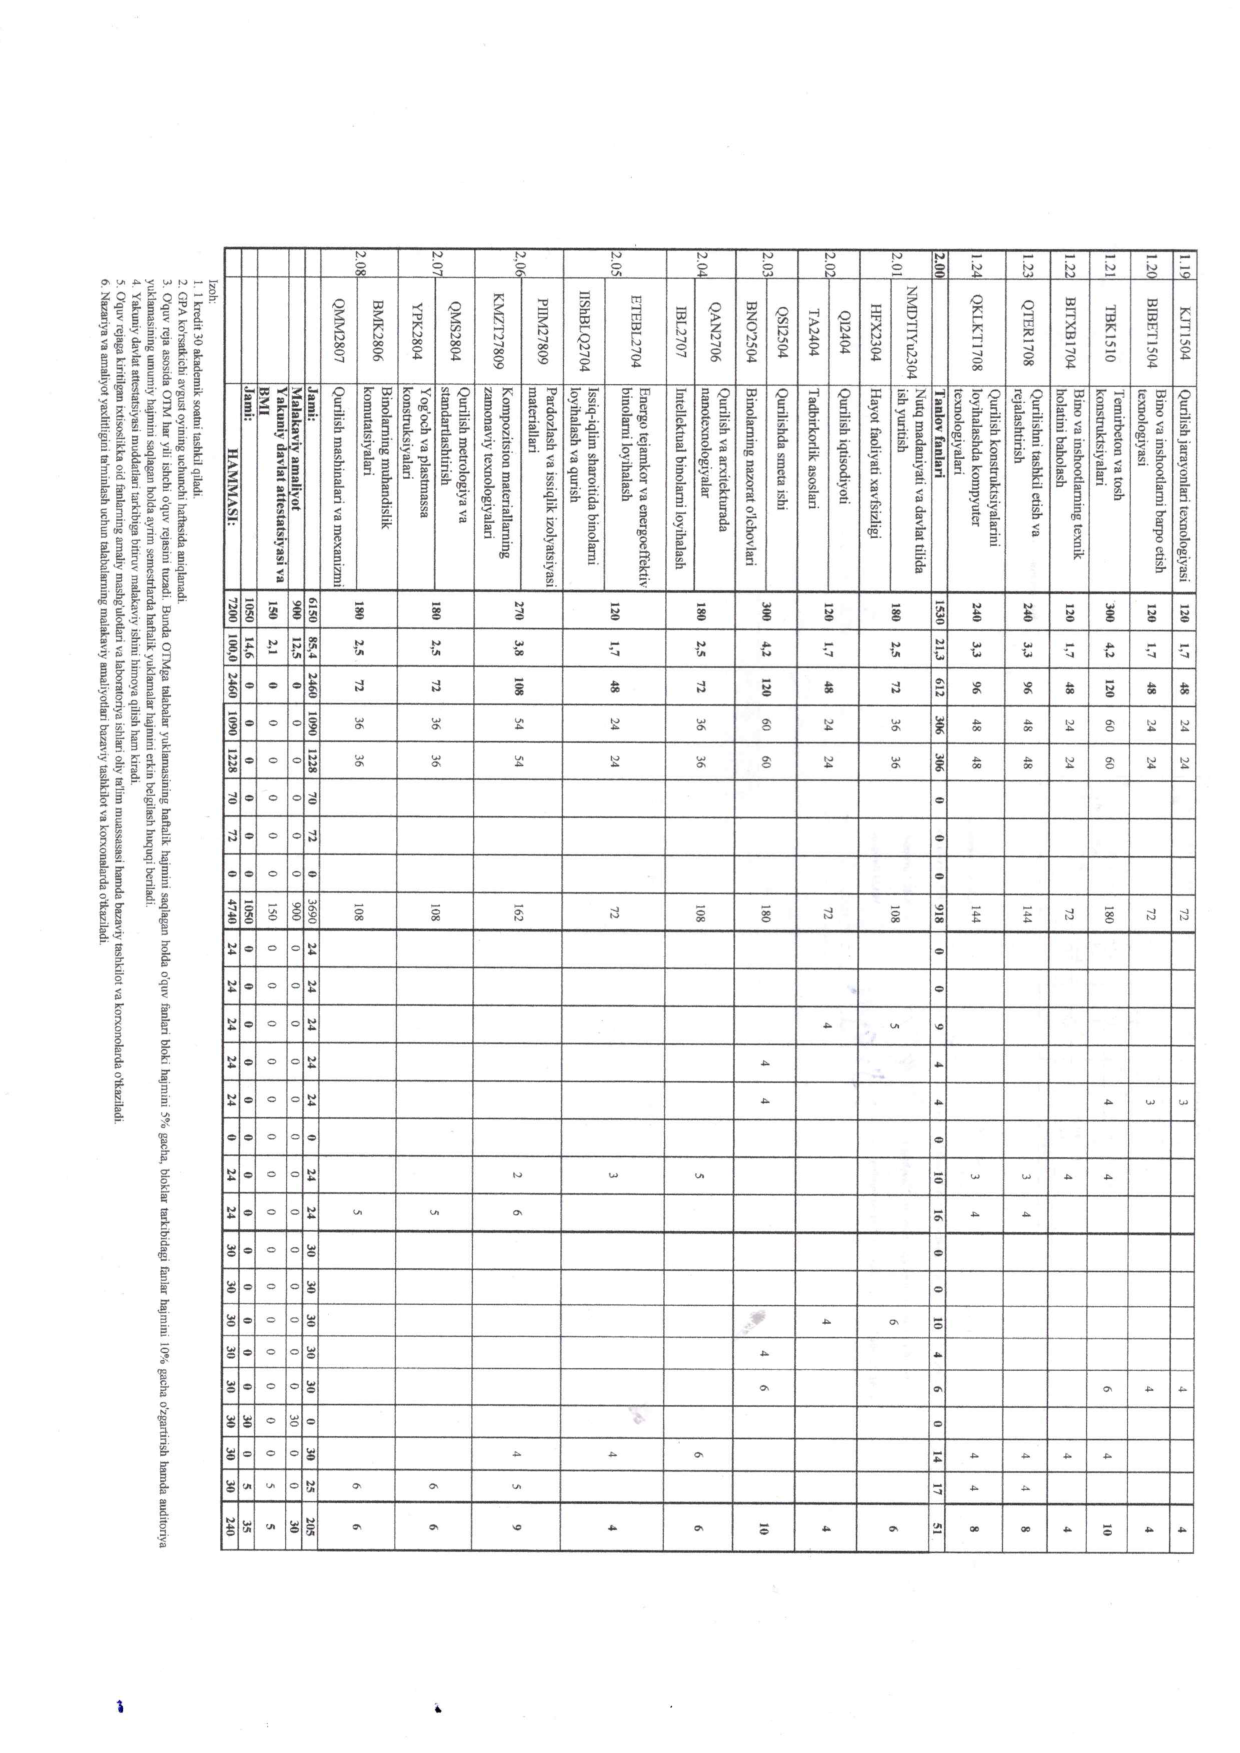 1.19 KJT1504 Qurilish jarayonlari texnologiyasi 120 1,7 48 24 24 72 3 4 4
1.20 BIBET1504 Bino va inshootlarni barpo etish texnologiyasi 120 1,7 48 24 24 72 3 4 4
1.21 TBK1510 Temirbeton va tosh konstruktsiyalari 300 4,2 120 60 60 180 4 4 6 4 10
1.22 BITXB1704 Bino va inshootlarning texnik holatini baholash 120 1,7 48 24 24 72 4 4 4
1.23 QTER1708 Qurilishni tashkil etish va rejalashtirish 240 3,3 96 48 48 144 3 4 4 4 8
1.24 QKLKT1708 Qurilish konstruktsiyalarini loyihalashda kompyuter texnologiyalari 240 3,3 96 48 48 144 3 4 4 4 8
2.00 Tanlov fanlari 1530 21,3 612 306 306 0 0 0 918 0 0 9 4 4 0 10 16 0 0 10 4 6 0 14 17 51
2.01 NMDTIYu2304 Nutq madaniyati va davlat tilida ish yuritish
HFX2304 Hayot faoliyati xavfsizligi
180 2,5 72 36 36 108 5 6 6
2.02 QI2404 Qurilish iqtisodiyoti
TA2404 Tadbirkorlik asoslari
120 1,7 48 24 24 72 4 4 4
2.03 QSI2504 Qurilishda smeta ishi
BNO'2504 Binolarning nazorat o'lchovlari
300 4,2 120 60 60 180 4 4 4 6 10
2.04 QAN2706 Qurilish va arxitekturada nanotexnologiyalar
IBL2707 Intellektual binolarni loyihalash
180 2,5 72 36 36 108 5 6 6
2.05 ETEBL2704 Energo tejamkor va energoeffektiv binolarni loyihalash
IIShBLQ2704 Issiq-iqlim sharoitida binolarni loyihalash va qurish
120 1,7 48 24 24 72 3 4 4
2.06 PIIM27809 Pardozlash va issiqlik izolyatsiyasi materiallari
KMZT27809 Kompozitsion materiallarning zamonaviy texnologiyalari
270 3,8 108 54 54 162 2 6 4 5 9
2.07 QMS2804 Qurilish metrologiya va standartlashtirish
YPK2804 Yog'och va plastmassa konstruksiyalari
180 2,5 72 36 36 108 5 6 6
2.08 BMK2806 Binolarning muhandislik komutatsiyalari
QMM2807 Qurilish mashinalari va mexanizmi
180 2,5 72 36 36 108 5 6 6
Jami: 6150 85,4 2460 1090 1228 70 72 0 3690 24 24 24 24 24 0 24 24 30 30 30 30 30 0 30 25 205
Malakaviy amaliyot 900 12,5 0 0 0 0 0 0 900 0 0 0 0 0 0 0 0 0 0 0 0 0 30 0 0 30
Yakuniy davlat attestatsiyasi va BMI 150 2,1 0 0 0 0 0 0 150 0 0 0 0 0 0 0 0 0 0 0 0 0 0 0 5 5
Jami: 1050 14,6 0 0 0 0 0 0 1050 0 0 0 0 0 0 0 0 0 0 0 0 0 30 0 5 35
HAMMASI: 7200 100,0 2460 1090 1228 70 72 0 4740 24 24 24 24 24 0 24 24 30 30 30 30 30 30 30 30 240
Izoh:
1. 1 kredit 30 akademik soatni tashkil qiladi.
2. GPA ko'rsatkichi avgust oyining uchunchi haftasida aniqlanadi.
3. O'quv reja asosida OTM har yili ishchi o'quv rejasini tuzadi. Bunda OTMga talabalar yuklamasining haftalik hajmini saqlagan holda o'quv fanlari bloki hajmini 5% gacha, bloklar tarkibidagi fanlar hajmini 10% gacha o'zgartirish hamda auditoriya
yuklamasining umumiy hajmini saqlagan holda ayrim semestrlarda haftalik yuklamalar hajmini erkin belgilash huquqi beriladi.
4. Yakuniy davlat attestatsiyasi muddatlari tarkibiga bitiruv malakaviy ishini himoya qilish ham kiradi.
5. O'quv rejaga kiritilgan ixtisoslikka oid fanlarning amaliy mashg'ulotlari va laboratoriya ishlari oliy ta'lim muassasasi hamda bazaviy tashkilot va korxonolarda o'tkaziladi.
6. Nazariya va amaliyot yaxlitligini ta'minlash uchun talabalarning malakaviy amaliyotlari bazaviy tashkilot va korxonalarda o'tkaziladi.